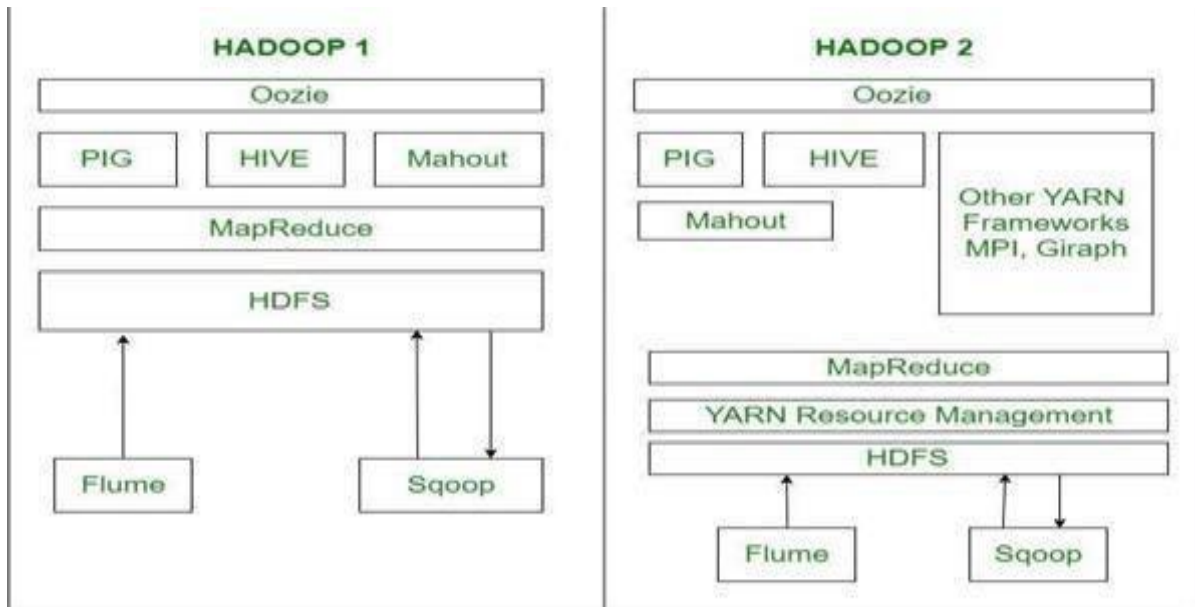 HADOOP 1
Oozie
PIG
HIVE
Mahout
MapReduce
HDFS
Flume
Sqoop
HADOOP 2
Oozie
PIG
HIVE
Mahout
Other YARN
Frameworks
MPI, Giraph
MapReduce
YARN Resource Management
HDFS
Flume
Sqoop